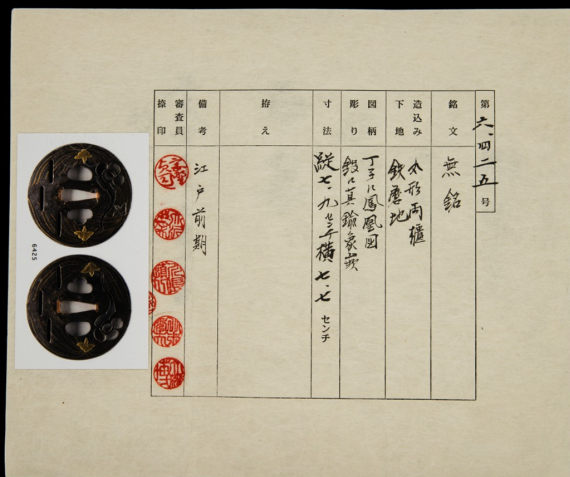 第六、四二五号
銘文 無銘
造込み 丸形両櫃
下地 鉄磨地
図柄 丁子に鳳凰図
彫り 毛彫に真鍮象嵌
寸法 縦七・九センチ横七・七センチ
拵え
備考 江戸前期
審査員
捺印
6425